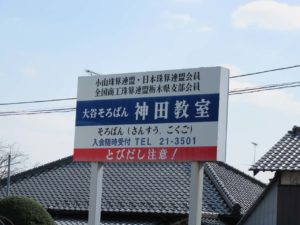 小山珠算連盟・日本珠算連盟会員
全国商工珠算連盟栃木県支部会員
大谷そろばん 神田教室
そろばん(さんすう、こくご)
入会随時受付 TEL 21-3501
とびだし注意!